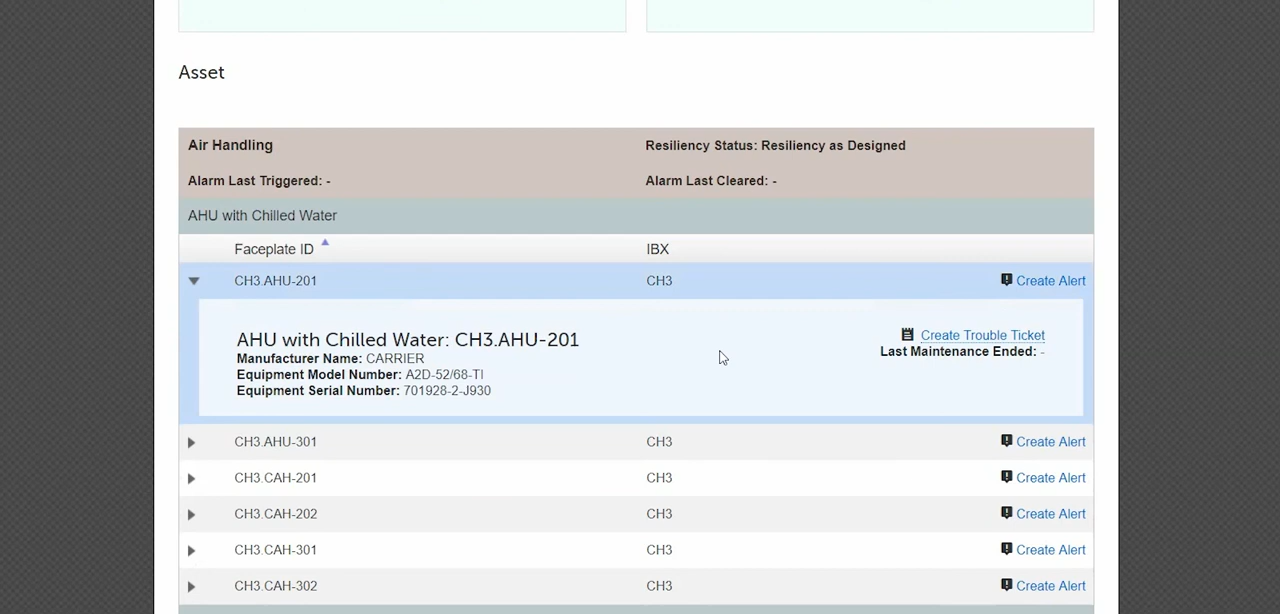 Asset
Air Handling Resiliency Status: Resiliency as Designed
Alarm Last Triggered: - Alarm Last Cleared: -
AHU with Chilled Water
Faceplate ID IBX
CH3.AHU-201 CH3 Create Alert
AHU with Chilled Water: CH3.AHU-201 Create Trouble Ticket
Manufacturer Name: CARRIER Last Maintenance Ended: -
Equipment Model Number: A2D-52/68-TI
Equipment Serial Number: 701928-2-J930
CH3.AHU-301 CH3 Create Alert
CH3.CAH-201 CH3 Create Alert
CH3.CAH-202 CH3 Create Alert
CH3.CAH-301 CH3 Create Alert
CH3.CAH-302 CH3 Create Alert